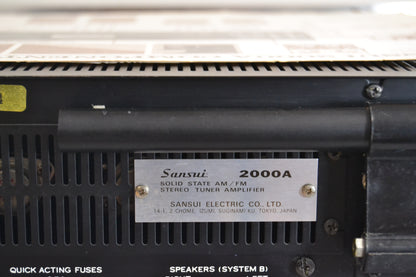 Sansui 2000A
SOLID STATE AM/FM
STEREO TUNER AMPLIFIER
SANSUI ELECTRIC CO. LTD.
14-1, 2 CHOME, IZUMI, SUGINAMI-KU, TOKYO, JAPAN
QUICK ACTING FUSES
SPEAKERS (SYSTEM B)